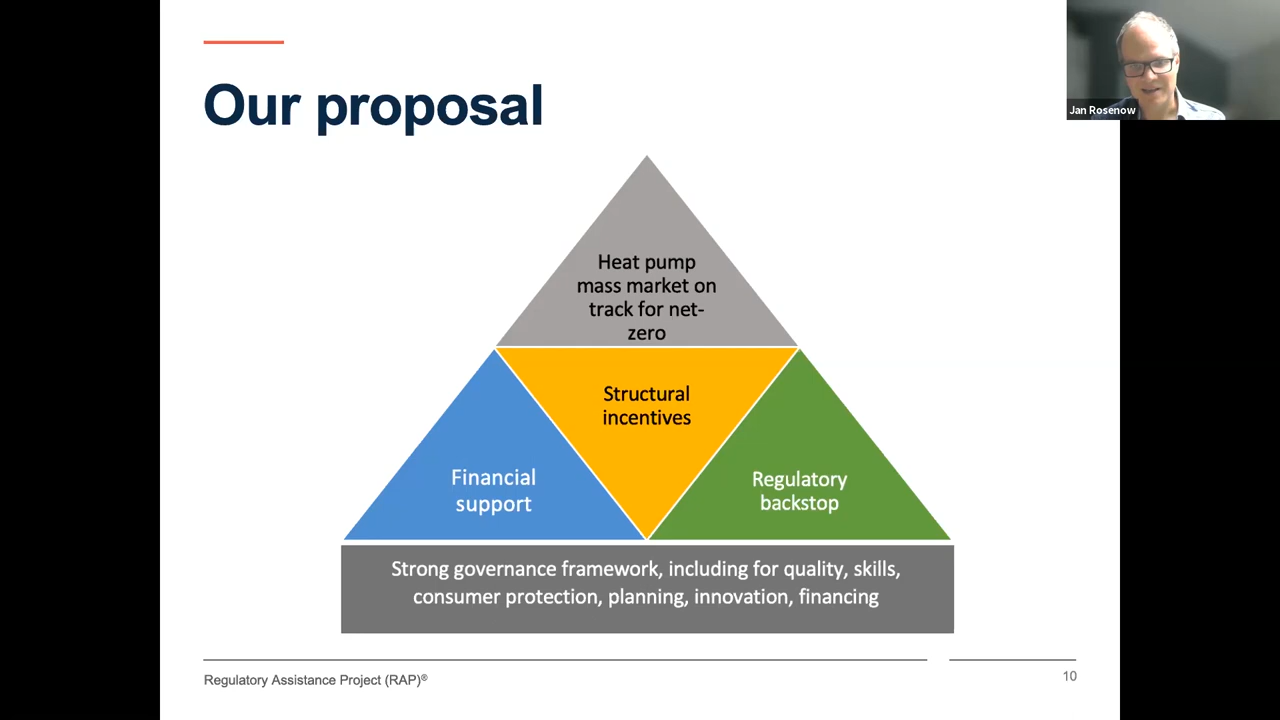 Our proposal
Jan Rosenow
Heat pump
mass market on
track for net-
zero
Structural
incentives
Financial
support
Regulatory
backstop
Strong governance framework, including for quality, skills,
consumer protection, planning, innovation, financing
Regulatory Assistance Project (RAP)®
10